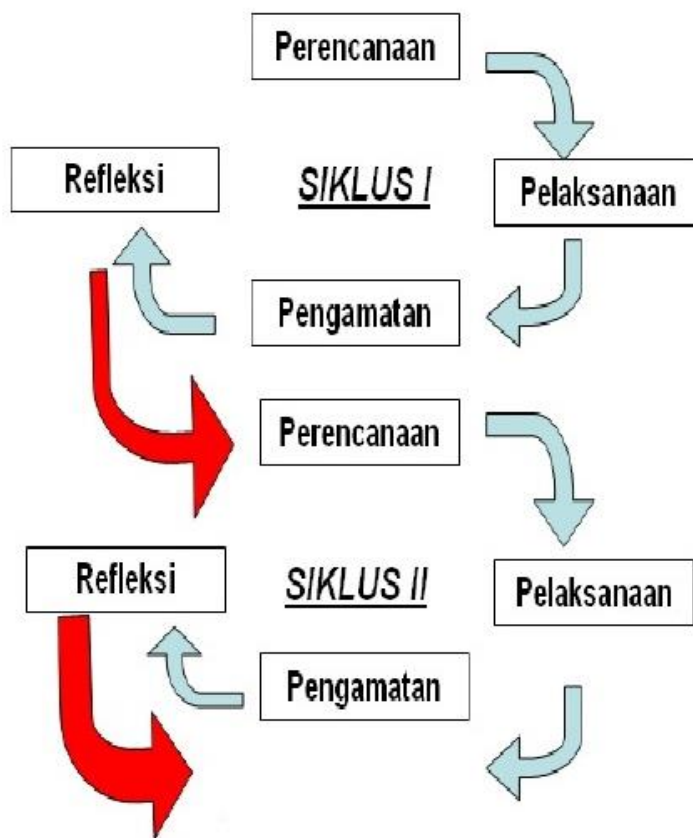 Perencanaan
Refleksi
SIKLUS I
Pelaksanaan
Pengamatan
Perencanaan
Refleksi
SIKLUS II
Pelaksanaan
Pengamatan